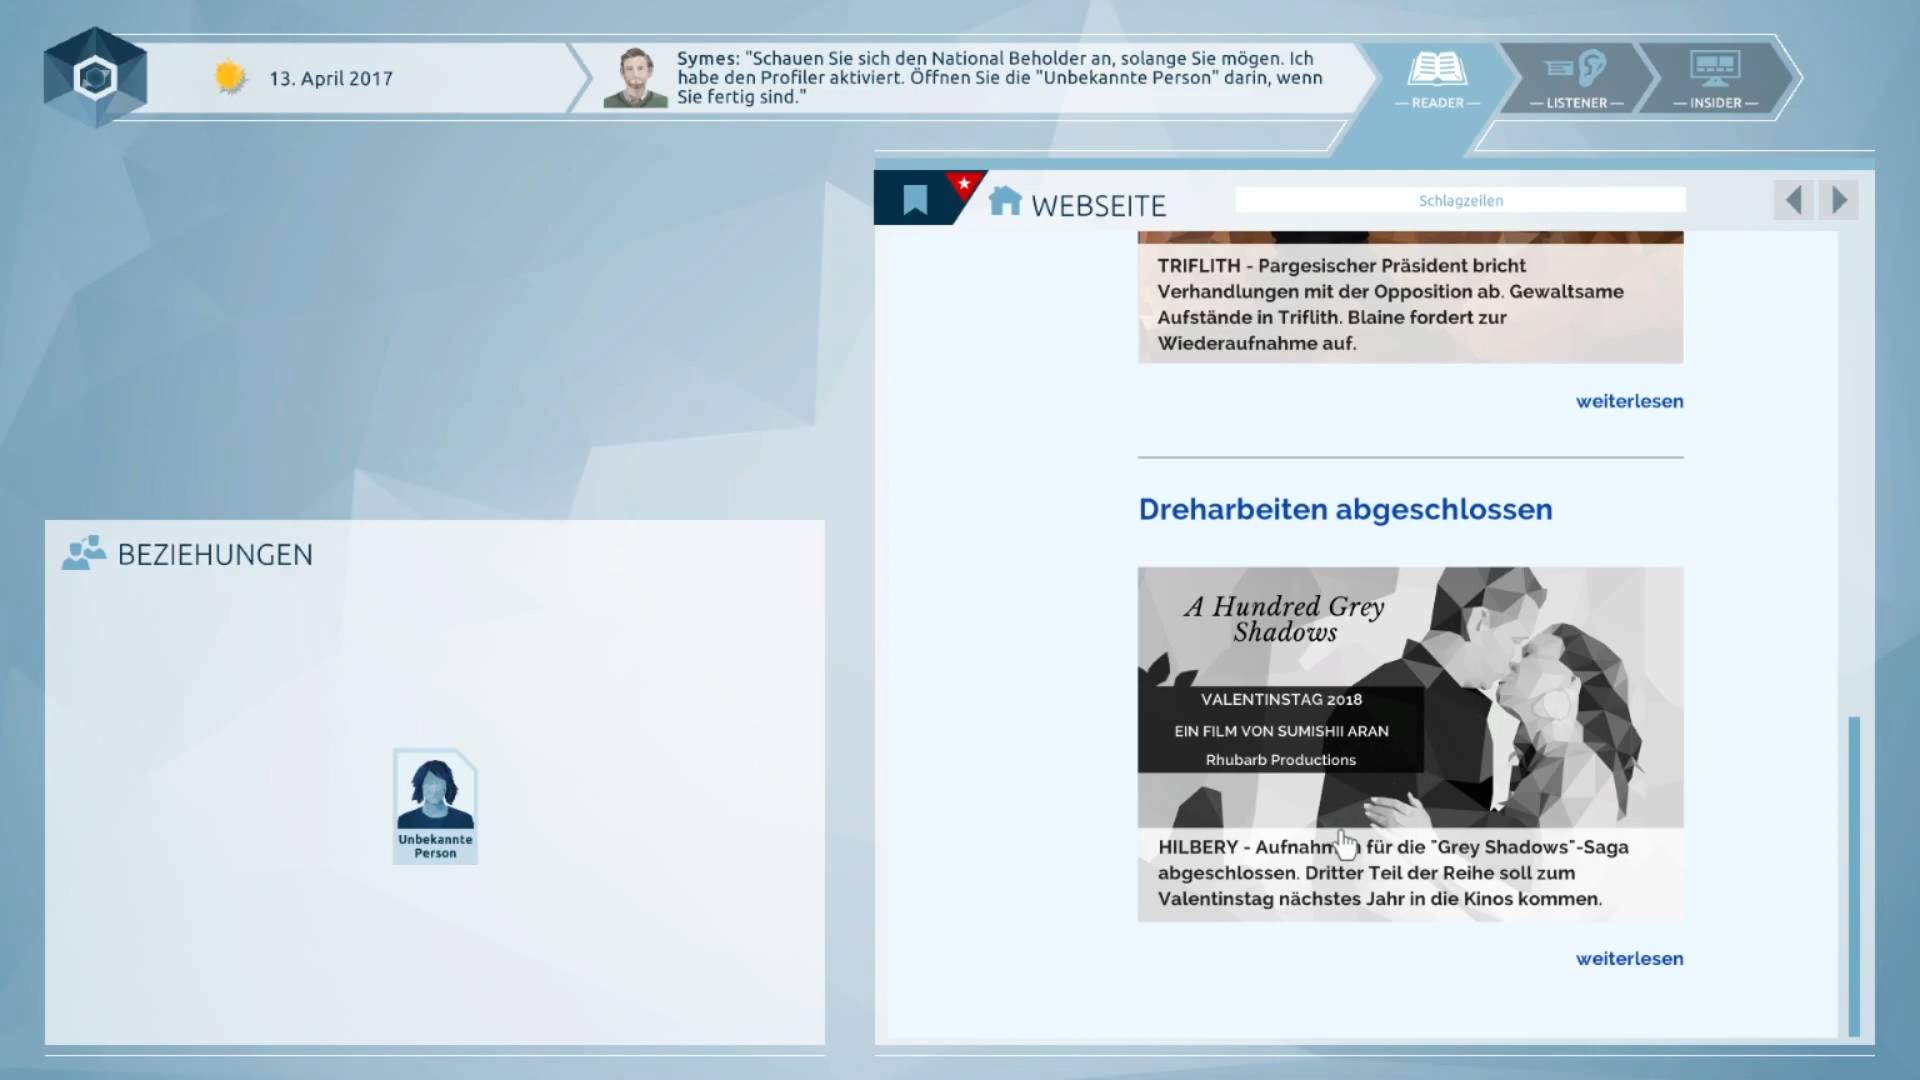 13. April 2017
Symes: "Schauen Sie sich den National Beholder an, solange Sie mögen. Ich
habe den Profiler aktiviert. Öffnen Sie die "Unbekannte Person" darin, wenn
Sie fertig sind."
READER
LISTENER
INSIDER
WEBSEITE
Schlagzeilen
TRIFLITH - Pargesischer Präsident bricht
Verhandlungen mit der Opposition ab. Gewaltsame
Aufstände in Triflith. Blaine fordert zur
Wiederaufnahme auf.
weiterlesen
Dreharbeiten abgeschlossen
A Hundred Grey
Shadows
VALENTINSTAG 2018
EIN FILM VON SUMISHII ARAN
Rhubarb Productions
HILBERY - Aufnahmen für die "Grey Shadows"-Saga
abgeschlossen. Dritter Teil der Reihe soll zum
Valentinstag nächstes Jahr in die Kinos kommen.
weiterlesen
BEZIEHUNGEN
Unbekannte
Person